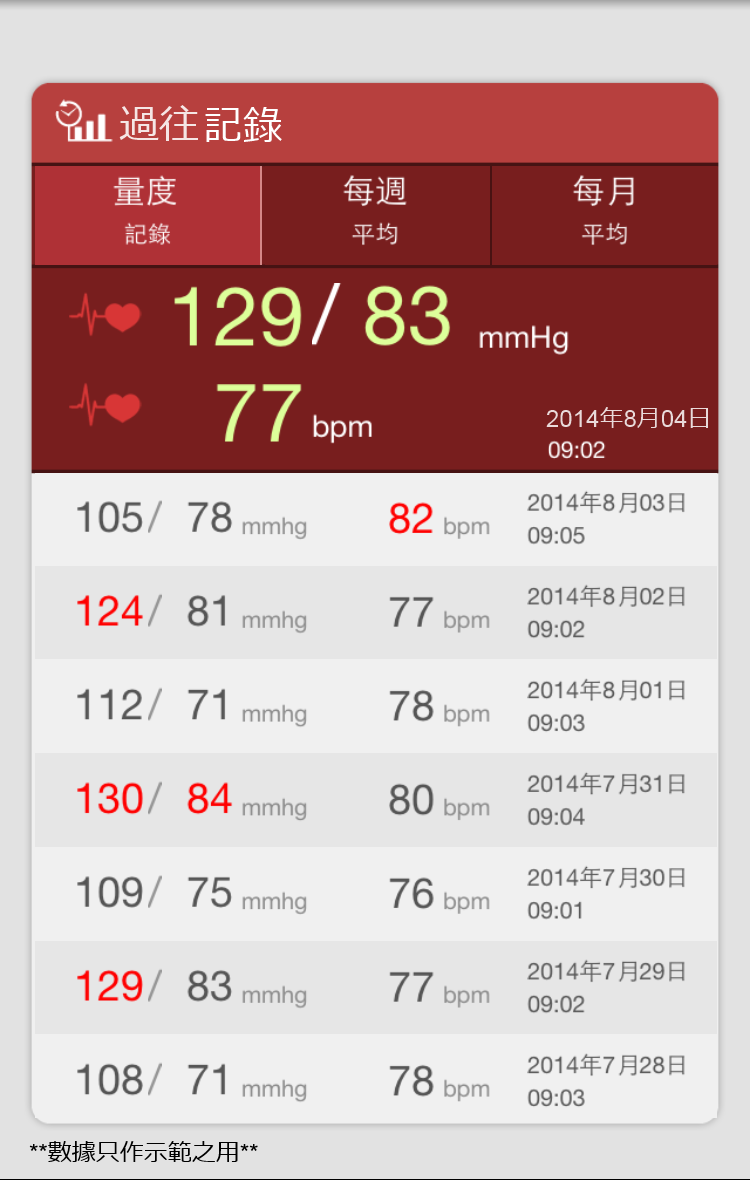 過往記錄
量度 每週 每月
記錄 平均 平均
129/ 83 mmHg
77 bpm 2014年8月04日
09:02
105/ 78 mmhg 82 bpm 2014年8月03日
09:05
124/ 81 mmhg 77 bpm 2014年8月02日
09:02
112/ 71 mmhg 78 bpm 2014年8月01日
09:03
130/ 84 mmhg 80 bpm 2014年7月31日
09:04
109/ 75 mmhg 76 bpm 2014年7月30日
09:01
129/ 83 mmhg 77 bpm 2014年7月29日
09:02
108/ 71 mmhg 78 bpm 2014年7月28日
09:03
**數據只作示範之用**